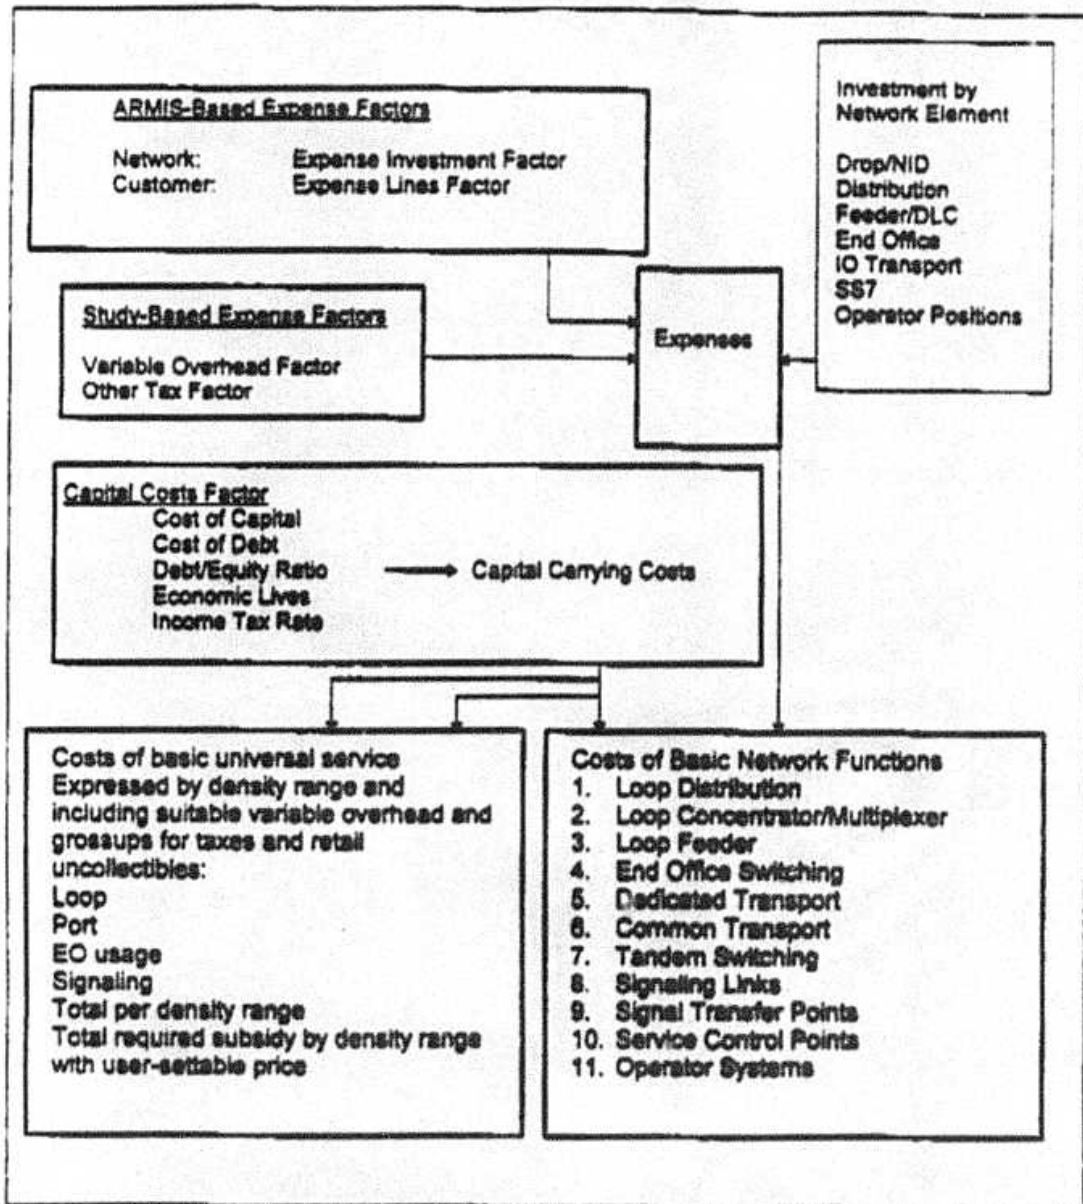 ARMIS-Based Expense Factors
Network: Expense Investment Factor
Customer: Expense Lines Factor
Investment by
Network Element
Drop/NID
Distribution
Feeder/DLC
End Office
IO Transport
SS7
Operator Positions
Study-Based Expense Factors
Variable Overhead Factor
Other Tax Factor
Expenses
Capital Costs Factor
Cost of Capital
Cost of Debt
Debt/Equity Ratio
Economic Lives
Income Tax Rate
Capital Carrying Costs
Costs of basic universal service
Expressed by density range and
including suitable variable overhead and
grossups for taxes and retail
uncollectibles:
Loop
Port
EO usage
Signaling
Total per density range
Total required subsidy by density range
with user-settable price
Costs of Basic Network Functions
1. Loop Distribution
2. Loop Concentrator/Multiplexer
3. Loop Feeder
4. End Office Switching
5. Dedicated Transport
6. Common Transport
7. Tandem Switching
8. Signaling Links
9. Signal Transfer Points
10. Service Control Points
11. Operator Systems